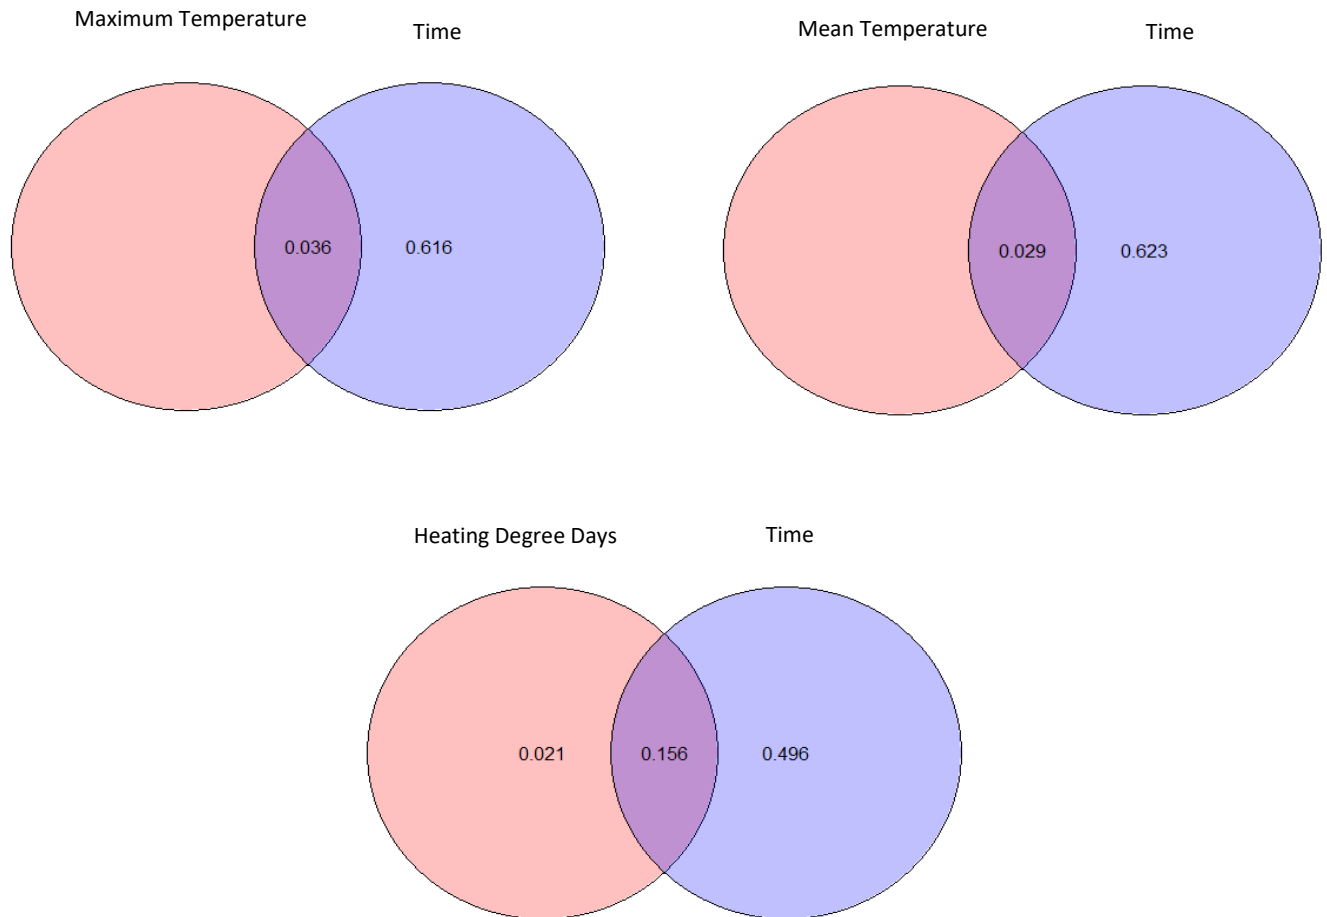 Maximum Temperature
Time
0.036
0.616
Mean Temperature
Time
0.029
0.623
Heating Degree Days
Time
0.021
0.156
0.496